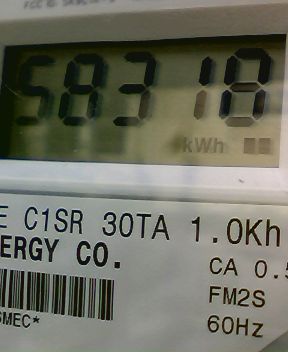 58318
kWh
E C1SR 30TA 1.0Kh
ERGY CO.
CA 0.5
FM2S
SMEC*
60Hz